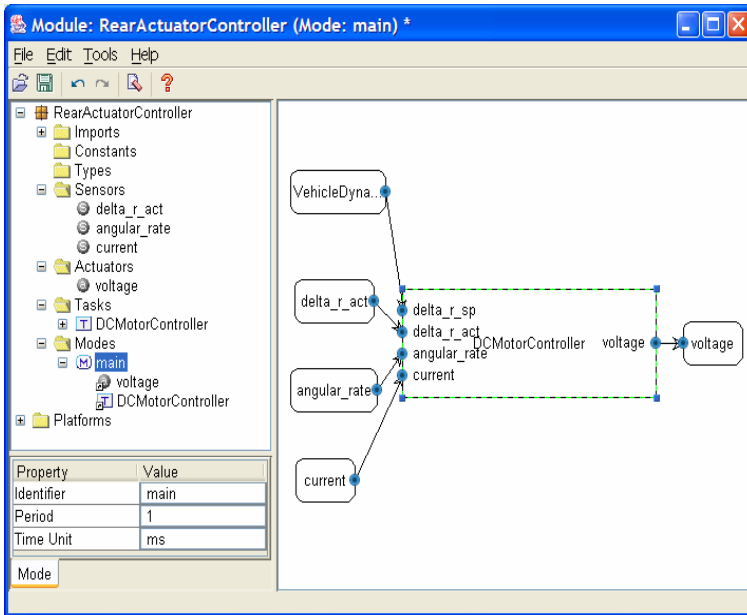 Module: RearActuatorController (Mode: main) *
File Edit Tools Help
RearActuatorController
Imports
Constants
Types
Sensors
S delta_r_act
S angular_rate
S current
Actuators
a voltage
Tasks
T DCMotorController
Modes
M main
voltage
T DCMotorController
Platforms
Property Value
Identifier main
Period 1
Time Unit ms
Mode
VehicleDyna...
delta_r_act
angular_rate
current
delta_r_sp
delta_r_act
angular_rate
current
DCMotorController
voltage
voltage